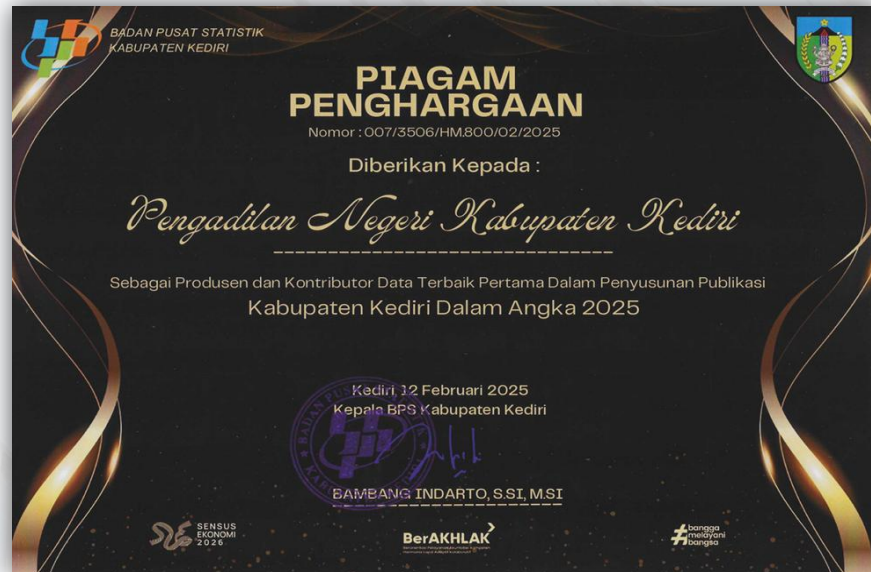 BADAN PUSAT STATISTIK
KABUPATEN KEDIRI
PIAGAM
PENGHARGAAN
Nomor : 007/3506/HM.800/02/2025
Diberikan Kepada :
Pengadilan Negeri Kabupaten Kediri
Sebagai Produsen dan Kontributor Data Terbaik Pertama Dalam Penyusunan Publikasi
Kabupaten Kediri Dalam Angka 2025
Kediri, 12 Februari 2025
Kepala BPS Kabupaten Kediri
BAMBANG INDARTO, S.SI, M.SI
SENSUS
EKONOMI
2026
BerAKHLAK
#bangga
melayani
bangsa